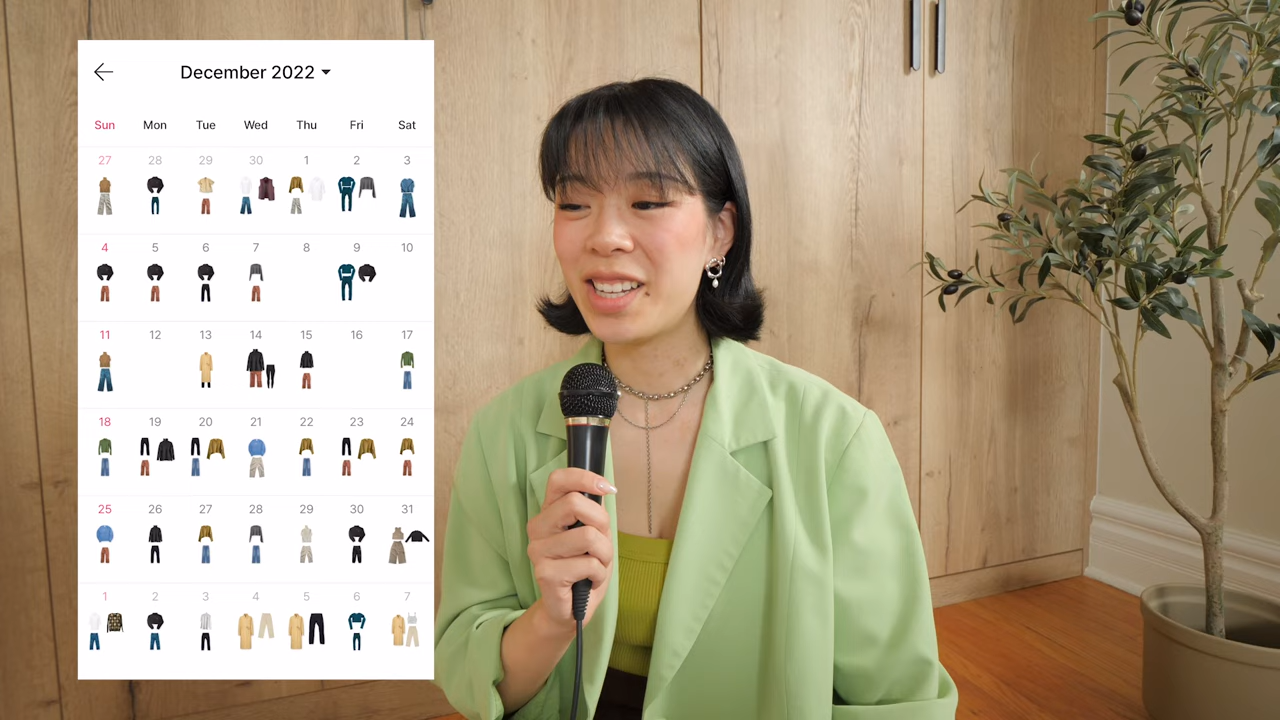 December 2022
Sun Mon Tue Wed Thu Fri Sat
27 28 29 30 1 2 3
4 5 6 7 8 9 10
11 12 13 14 15 16 17
18 19 20 21 22 23 24
25 26 27 28 29 30 31
1 2 3 4 5 6 7